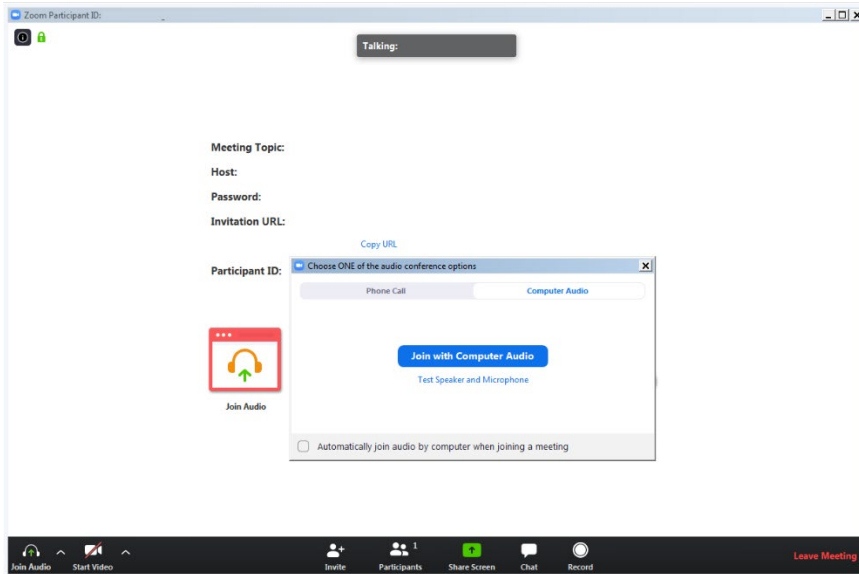 Zoom Participant ID:
Talking:
Meeting Topic:
Host:
Password:
Invitation URL:
Copy URL
Participant ID:
Choose ONE of the audio conference options
Phone Call
Computer Audio
Join with Computer Audio
Test Speaker and Microphone
Automatically join audio by computer when joining a meeting
Join Audio
Join Audio
Start Video
Invite
Participants 1
Share Screen
Chat
Record
Leave Meeting